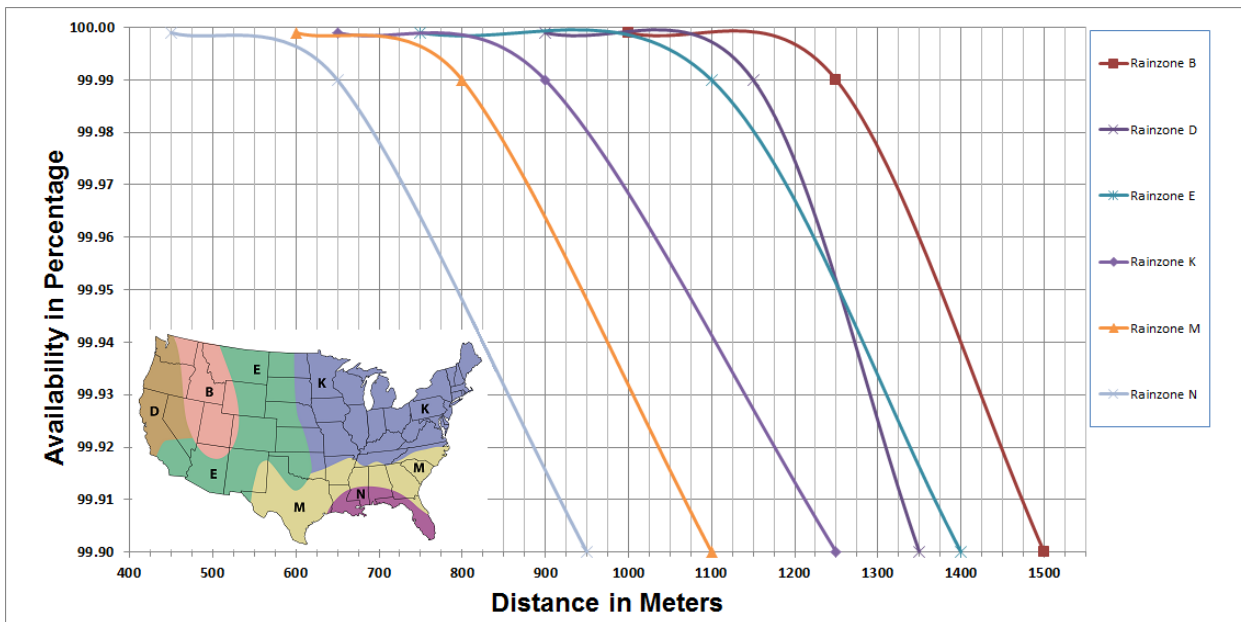 Availability in Percentage
100.00
99.99
99.98
99.97
99.96
99.95
99.94
99.93
99.92
99.91
99.90
400 500 600 700 800 900 1000 1100 1200 1300 1400 1500
Distance in Meters
Rainzone B
Rainzone D
Rainzone E
Rainzone K
Rainzone M
Rainzone N
E
B
K
D
K
E
M
N
M